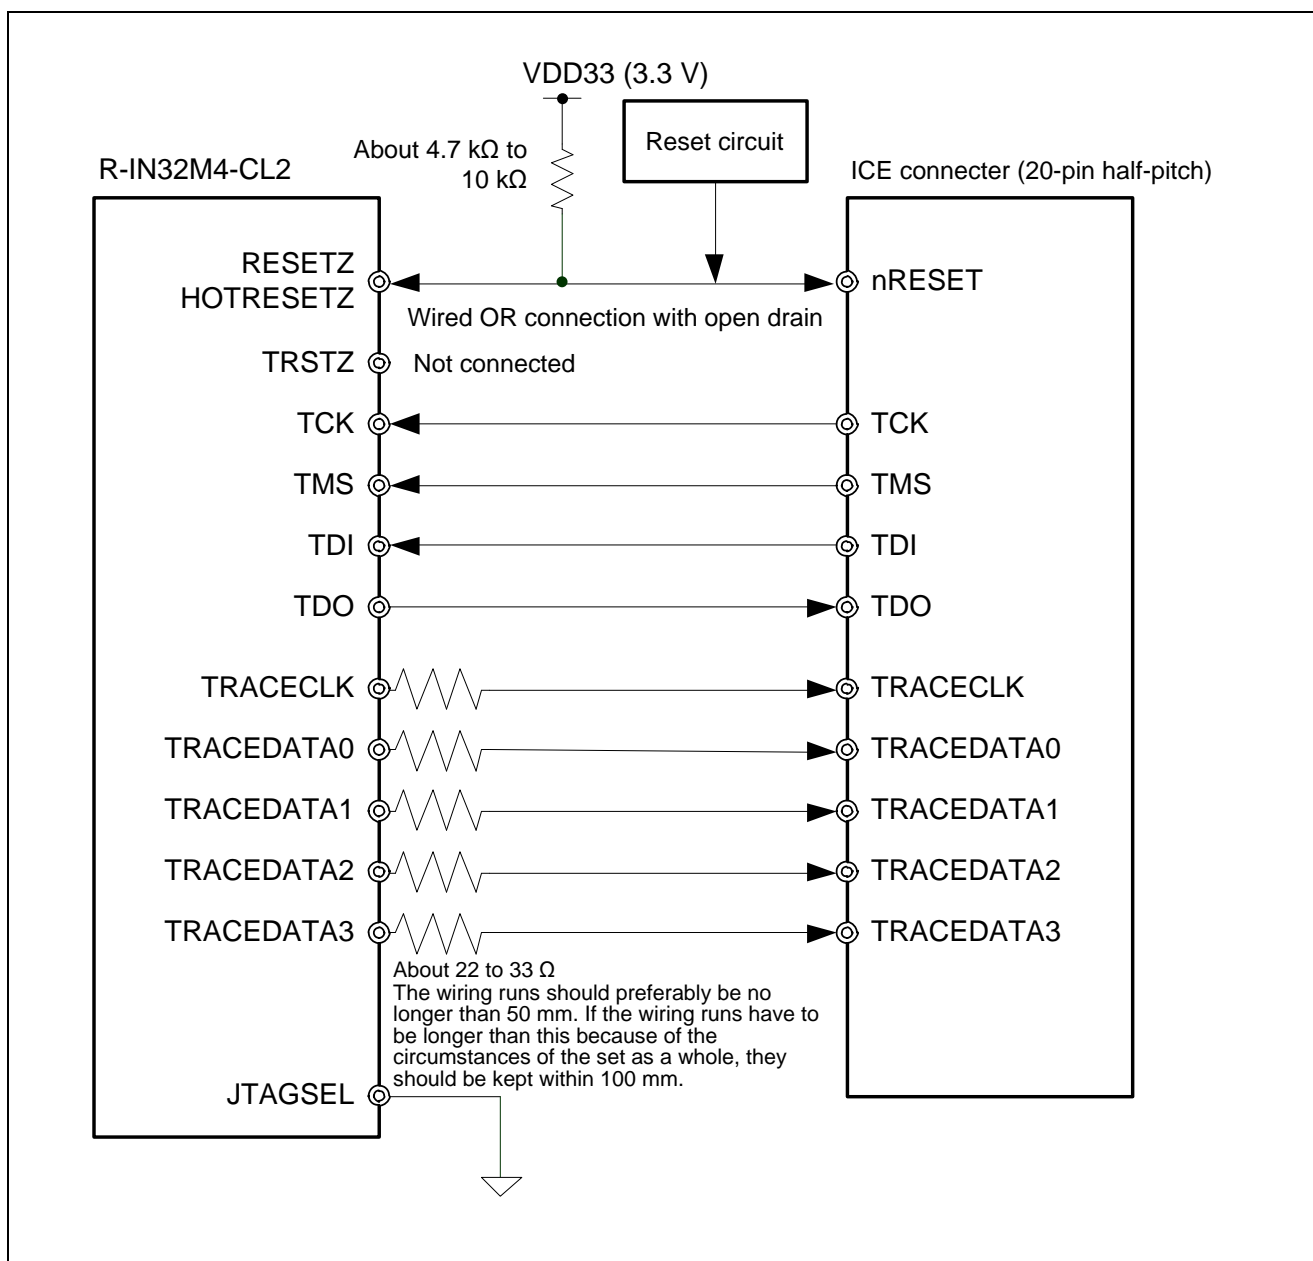 VDD33 (3.3 V)
Reset circuit
About 4.7 kΩ to
10 kΩ
R-IN32M4-CL2
ICE connecter (20-pin half-pitch)
RESETZ
HOTRESETZ
nRESET
Wired OR connection with open drain
TRSTZ
Not connected
TCK
TCK
TMS
TMS
TDI
TDI
TDO
TDO
TRACECLK
TRACECLK
TRACEDATA0
TRACEDATA0
TRACEDATA1
TRACEDATA1
TRACEDATA2
TRACEDATA2
TRACEDATA3
TRACEDATA3
About 22 to 33 Ω
The wiring runs should preferably be no
longer than 50 mm. If the wiring runs have to
be longer than this because of the
circumstances of the set as a whole, they
should be kept within 100 mm.
JTAGSEL